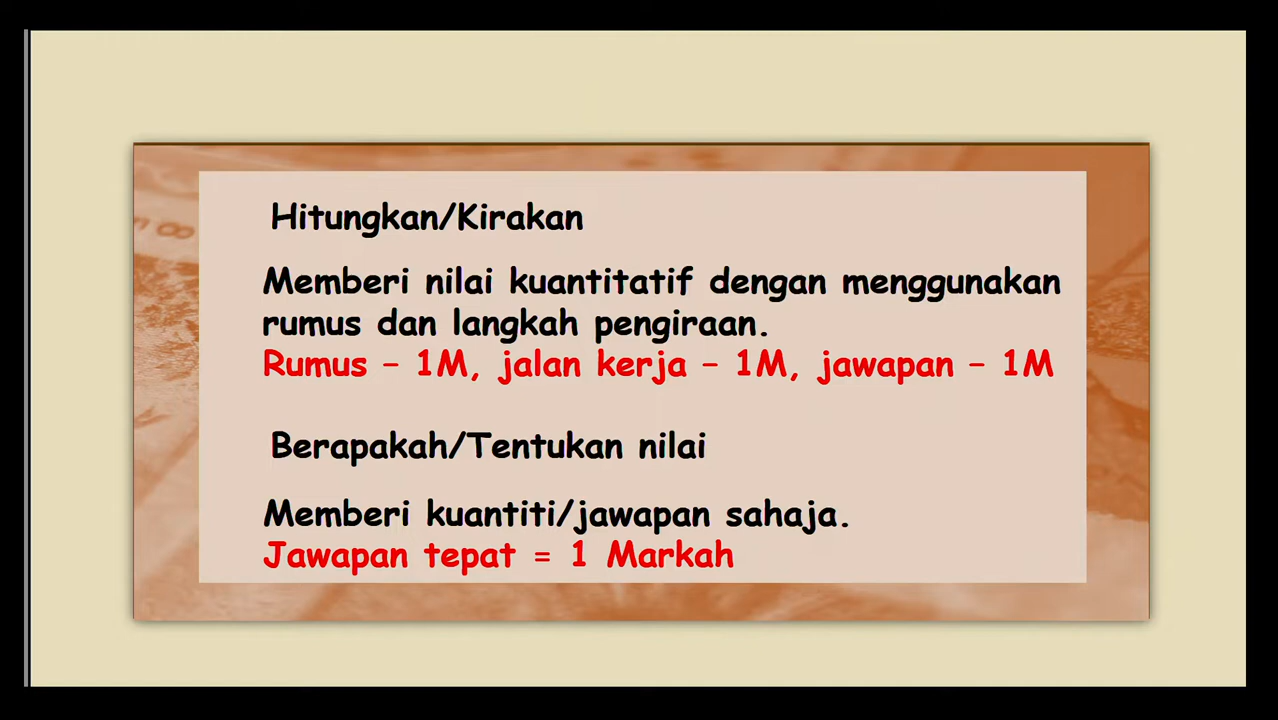 Hitungkan/Kirakan
Memberi nilai kuantitatif dengan menggunakan
rumus dan langkah pengiraan.
Rumus – 1M, jalan kerja – 1M, jawapan – 1M
Berapakah/Tentukan nilai
Memberi kuantiti/jawapan sahaja.
Jawapan tepat = 1 Markah